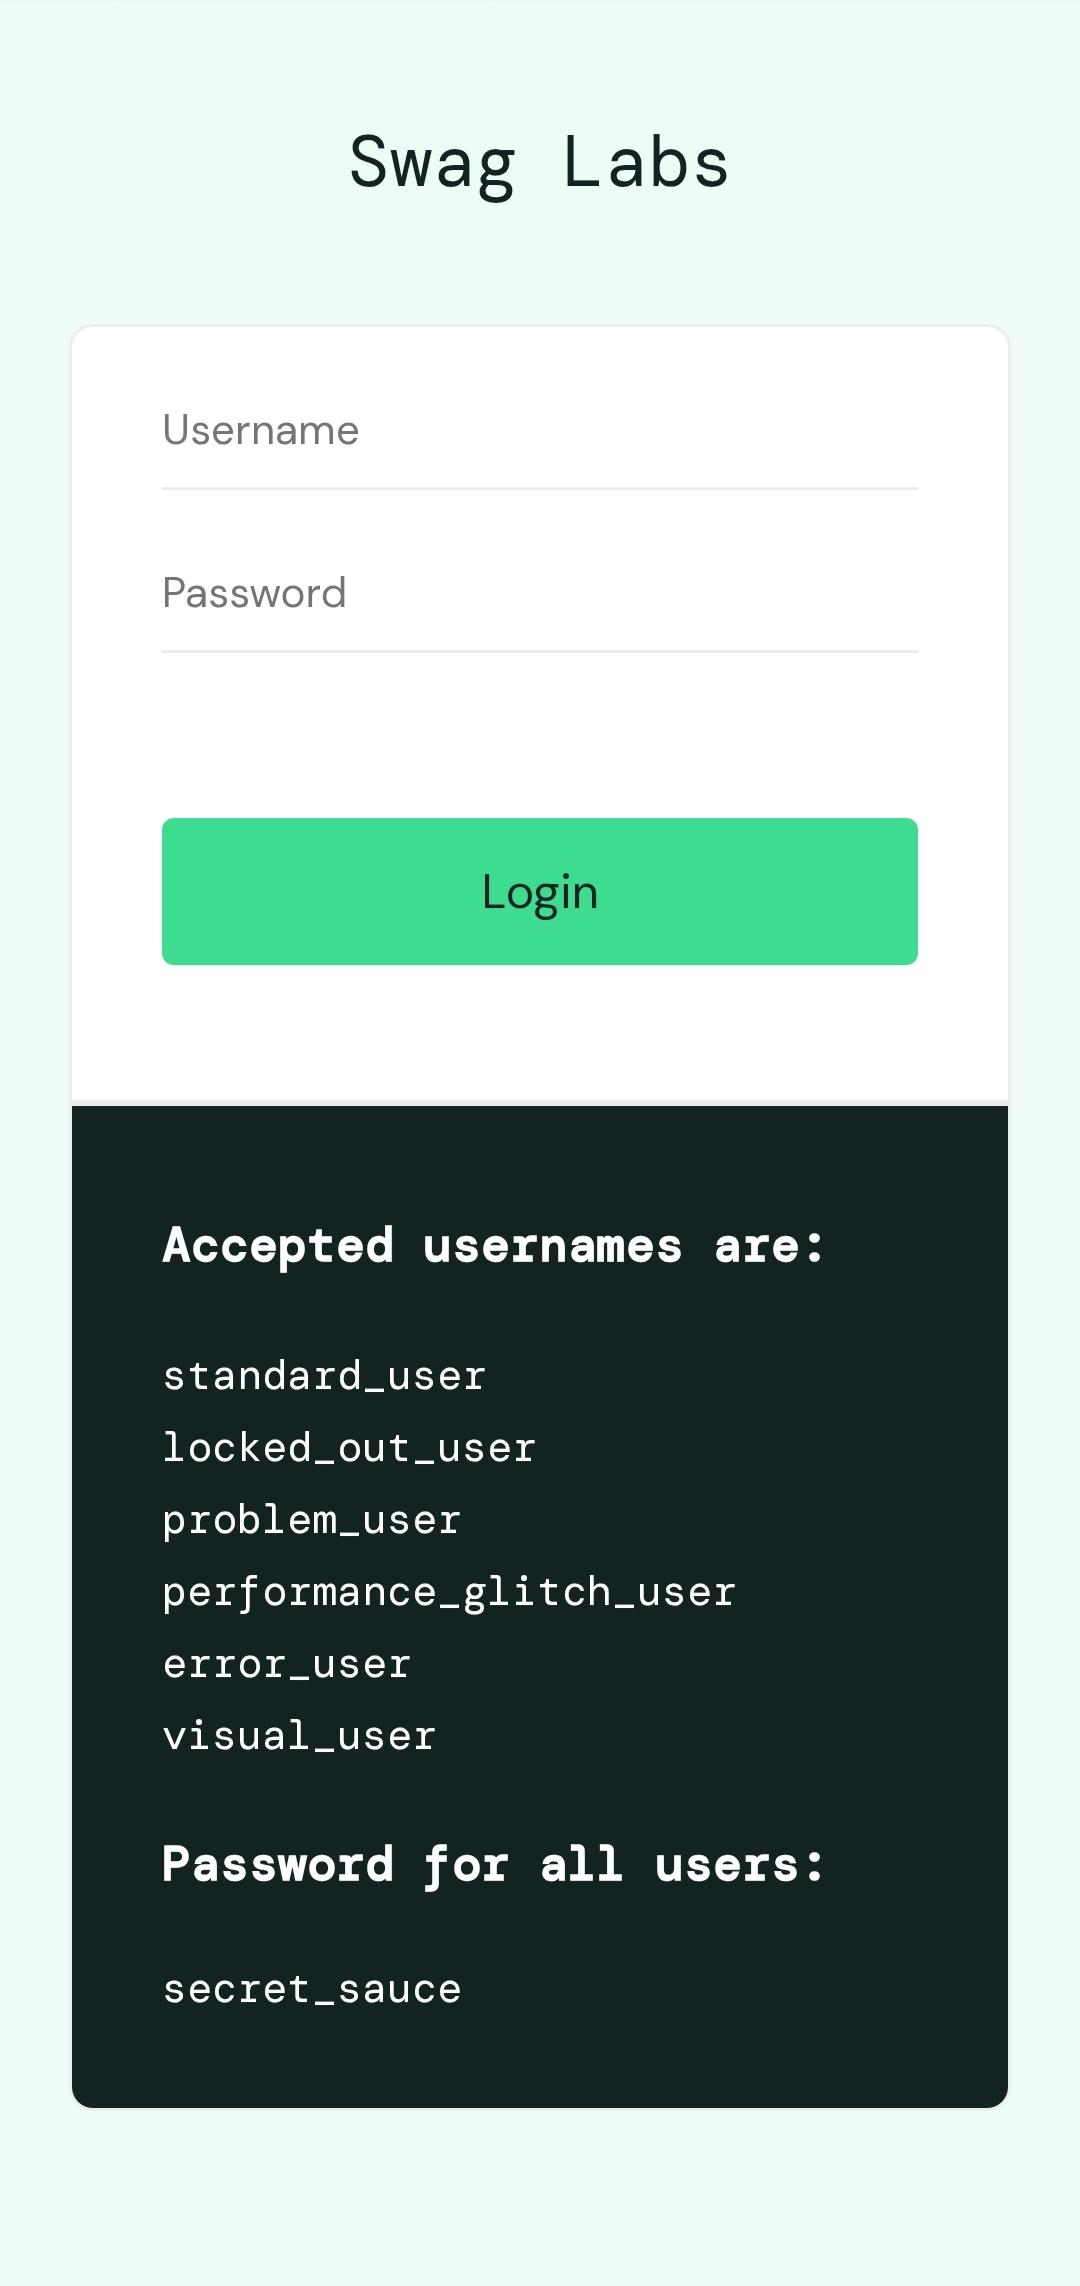 Swag Labs
Username
Password
Login
Accepted usernames are:
standard_user
locked_out_user
problem_user
performance_glitch_user
error_user
visual_user
Password for all users:
secret_sauce